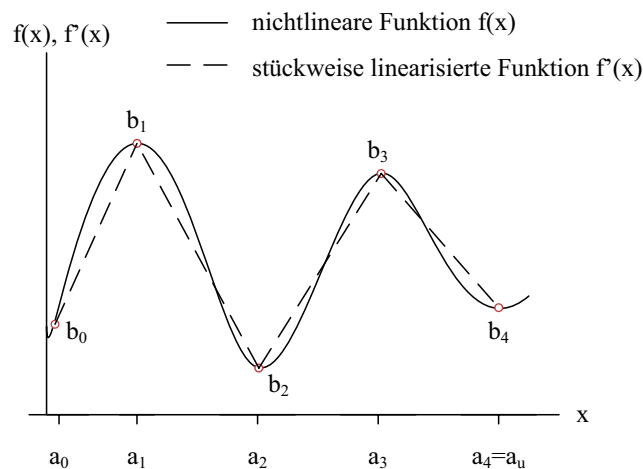 nichtlineare Funktion f(x)
f(x), f’(x)
stückweise linearisierte Funktion f’(x)
b₁
b₃
b₀
b₄
b₂
x
a₀ a₁ a₂ a₃ a₄=aᵤ